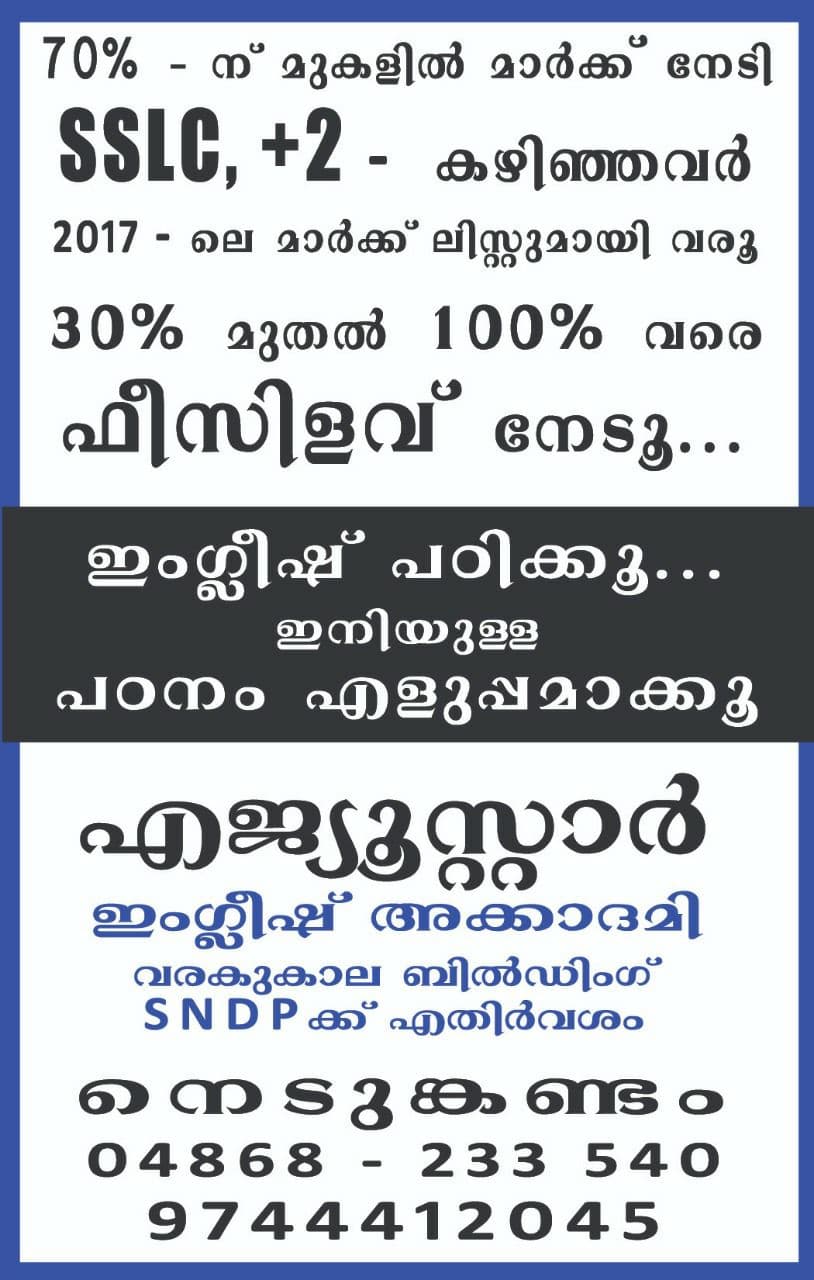 70% - ന് മുകളിൽ മാർക്ക് നേടി
SSLC, +2 - കഴിഞ്ഞവർ
2017 - ലെ മാർക്ക് ലിസ്റ്റുമായി വരൂ
30% മുതൽ 100% വരെ
ഫീസിളവ് നേടൂ...
ഇംഗ്ലീഷ് പഠിക്കൂ...
ഇനിയുള്ള
പഠനം എളുപ്പമാക്കൂ
എജ്യൂസ്റ്റാർ
ഇംഗ്ലീഷ് അക്കാദമി
വരകുകാല ബിൽഡിംഗ്
SNDPക്ക് എതിർവശം
നെടുങ്കണ്ടം
04868 - 233 540
9744412045